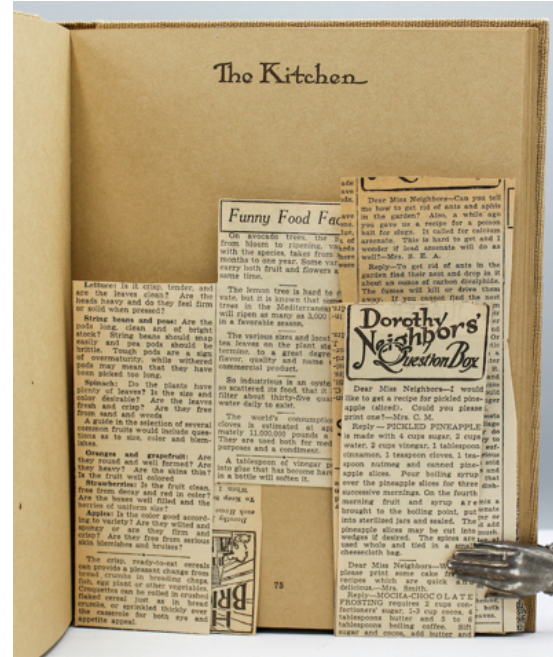 The Kitchen
Funny Food Fac
On avocado trees, the
from bloom to ripening,
with the species, takes from
months to one year. Some
carry both fruit and flowers
same time.
The lemon tree is hard
vate, but it is known that
trees in the Mediterranean
will ripen as many as 3,000
in a favorable season.
The various sizes and
tea leaves on the plant
termine, to a great degre
flavor, quality and name
commercial product.
So industrious is an oyste
so scattered its food, that it
filter about thirty-five
water daily to exist.
The world's consumption
cloves is estimated at
mately 11,000,000 pounds a
They are used both for med
purposes and a condiment.
A tablespoon of vinegar
into glue that has become
in a bottle will soften it.
Lettuce: Is it crisp, tender, and
are the leaves clean? Are the
heads heavy and do they feel firm
or solid when pressed?
String beans and peas: Are the
pods long, clean and of bright
stock? String beans should snap
easily and pea pods should be
brittle. Tough pods are a sign
of overmaturity, while withered
pods may mean that they have
been picked too long.
Spinach: Do the plants have
plenty of leaves? Is the size and
color desirable? Are the leaves
fresh and crisp? Are they free
from sand and weeds
A guide in the selection of several
common fruits would include ques-
tions as to size, color and blem-
ishes.
Oranges and grapefruit: Are
they round and well formed? Are
they heavy? Are the skins thin?
Is the fruit well colored
Strawberries: Is the fruit clean,
free from decay and red in color?
Are the boxes well filled and the
berries of uniform size?
Apples: Is the color good accord-
ing to variety? Are they wilted and
spongy or are they firm and
crisp? Are they free from serious
skin blemishes and bruises?
The crisp, ready-to-eat cereals
can provide a pleasant change from
bread crumbs in breading chops,
fish, egg plant or other vegetables.
Croquettes can be rolled in crushed
flaked cereal just as in bread
crumbs, or sprinkled thickly over
the casserole for both eye and
appetite appeal.
75
Dear Miss Neighbors—Can you tell
me how to get rid of ants and aphis
in the garden? Also, a while ago
you gave us a recipe for a poison
bait for slugs. It called for calcium
arsenate. This is hard to get and I
wonder if lead arsenate will do as
well?—Mrs. S. E. A.
Reply—To get rid of ants in the
garden find their nest and drop in it
about an ounce of carbon disulphide.
The fumes will kill or drive them
away. If you cannot find the nest
Dorothy
Neighbors'
Question Box
Dear Miss Neighbors—I would
like to get a recipe for pickled pine-
apple (sliced). Could you please
print one?—Mrs. C. M.
Reply — PICKLED PINEAPPLE
is made with 4 cups sugar, 2 cups
water, 2 cups vinegar, 1 tablespoon
cinnamon, 1 teaspoon cloves, 1 tea-
spoon nutmeg and canned pine-
apple slices. Pour boiling syrup
over the pineapple slices for three
successive mornings. On the fourth
morning fruit and syrup are
brought to the boiling point, put
into sterilized jars and sealed. The
pineapple slices may be cut into
wedges if desired. The spices are
used whole and tied in a
cheesecloth bag.
Dear Miss Neighbors—
please print some cake
recipes which are quick
delicious.—Mrs. Smith.
Reply—MOCHA-CHOCOLATE
FROSTING requires 2 cups con-
fectioners' sugar, 1-3 cup cocoa, 4
tablespoons butter and 5 to 6
tablespoons boiling coffee. Sift
sugar and cocoa, add butter and